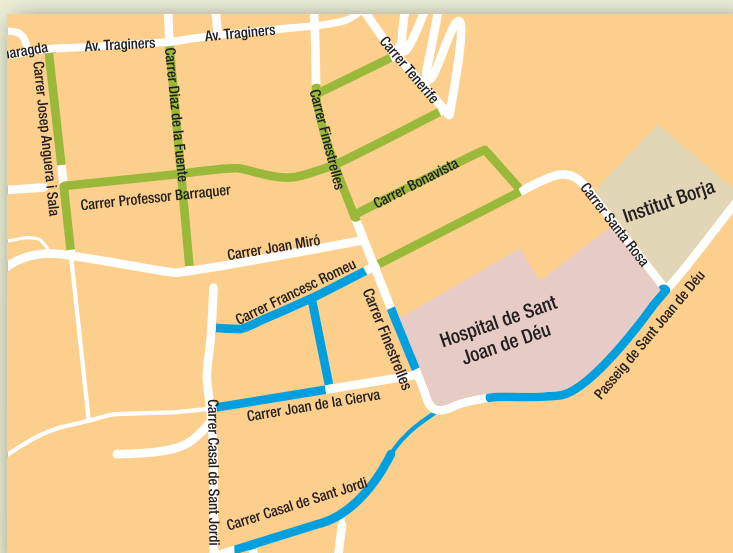 Av. Traginers
Av. Traginers
Carrer Tenerife
Carrer Josep Anguera i Sala
Carrer Diaz de la Fuente
Carrer Finestrelles
Carrer Bonavista
Carrer Professor Barraquer
Carrer Santa Rosa
Institut Borja
Carrer Joan Miró
Carrer Francesc Romeu
Carrer Finestrelles
Hospital de Sant
Joan de Déu
Passeig de Sant Joan de Déu
Carrer Joan de la Cierva
Carrer Casal de Sant Jordi
Carrer Casal de Sant Jordi